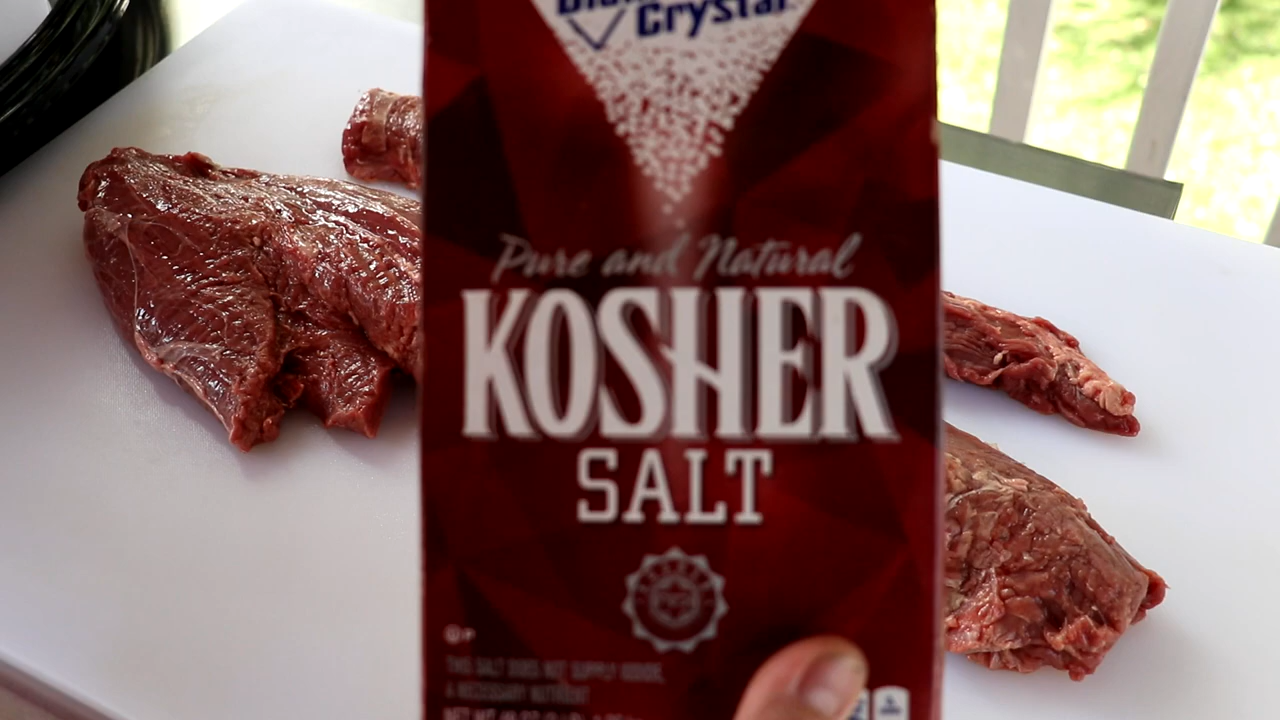 Crystal
Pure and Natural
KOSHER
SALT
THIS SALT DOES NOT SUPPLY IODIDE,
A NECESSARY NUTRIENT